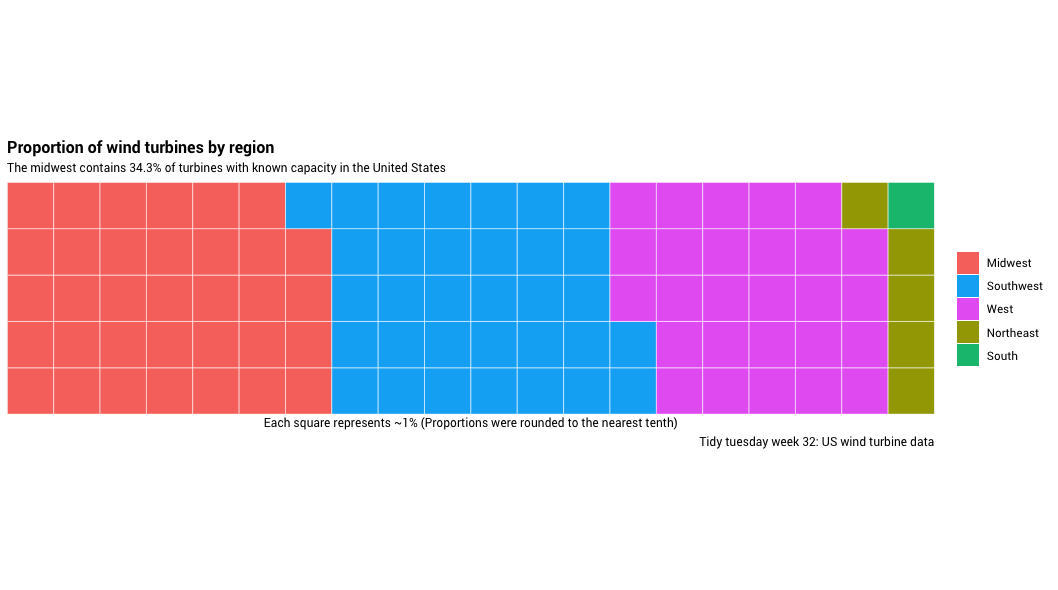 Proportion of wind turbines by region
The midwest contains 34.3% of turbines with known capacity in the United States
Midwest
Southwest
West
Northeast
South
Each square represents ~1% (Proportions were rounded to the nearest tenth)
Tidy tuesday week 32: US wind turbine data